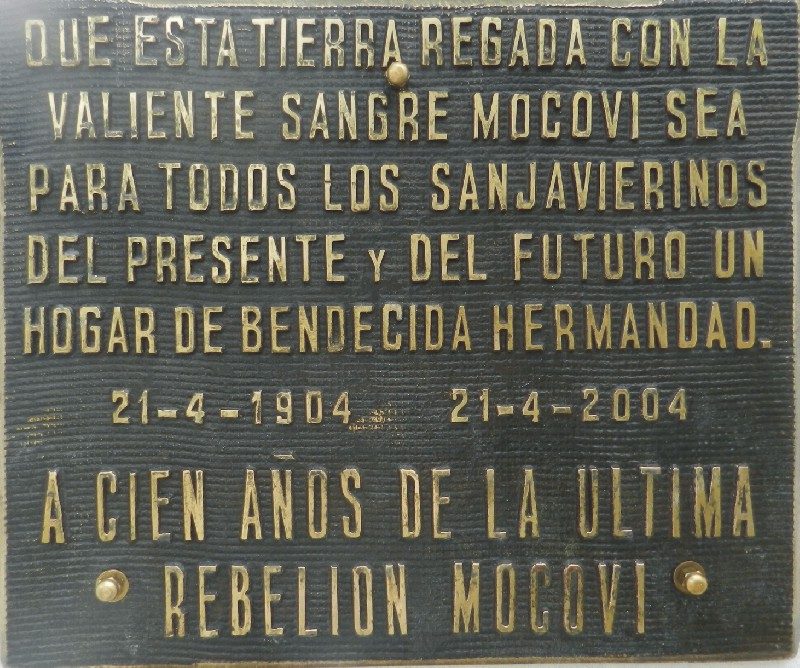 QUE ESTA TIERRA REGADA CON LA
VALIENTE SANGRE MOCOVI SEA
PARA TODOS LOS SANJAVIERINOS
DEL PRESENTE Y DEL FUTURO UN
HOGAR DE BENDECIDA HERMANDAD.
21-4-1904 21-4-2004
A CIEN AÑOS DE LA ULTIMA
REBELION MOCOVI